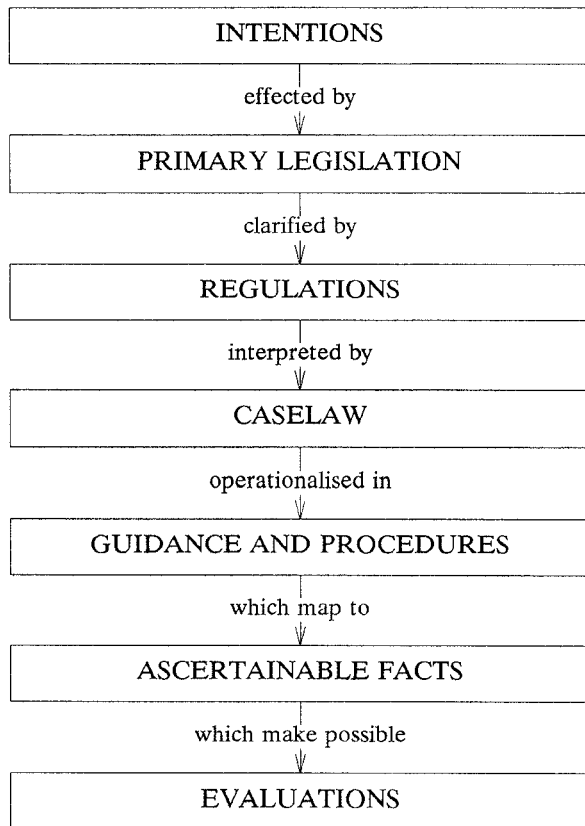 INTENTIONS
effected by
PRIMARY LEGISLATION
clarified by
REGULATIONS
interpreted by
CASELAW
operationalised in
GUIDANCE AND PROCEDURES
which map to
ASCERTAINABLE FACTS
which make possible
EVALUATIONS